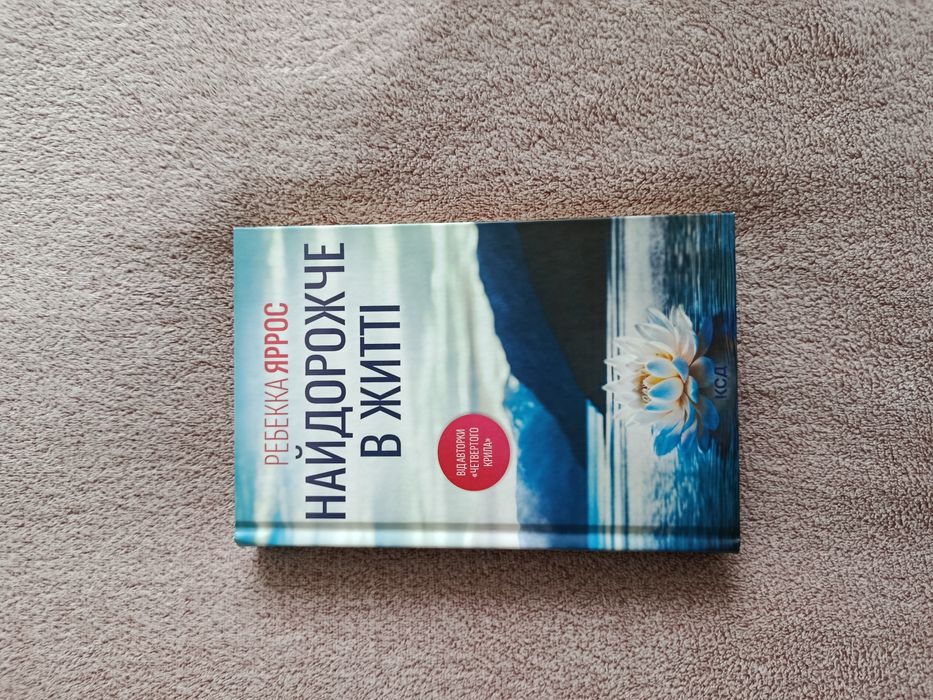 РЕБЕККА ЯРРОС
НАЙДОРОЖЧЕ
В ЖИТТІ
ВІД АВТОРКИ
«ЧЕТВЕРТОГО
КРИЛА»
КСД